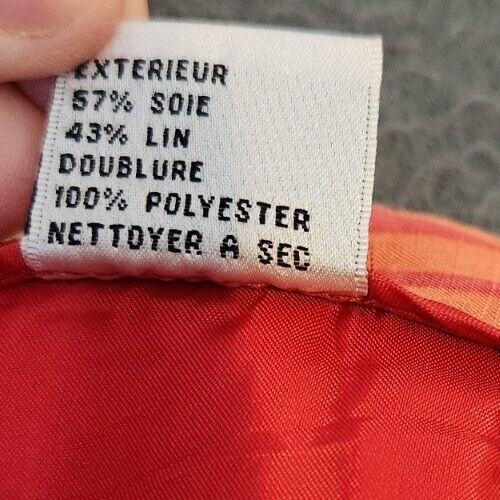 EXTERIEUR
57% SOIE
43% LIN
DOUBLURE
100% POLYESTER
NETTOYER A SEC